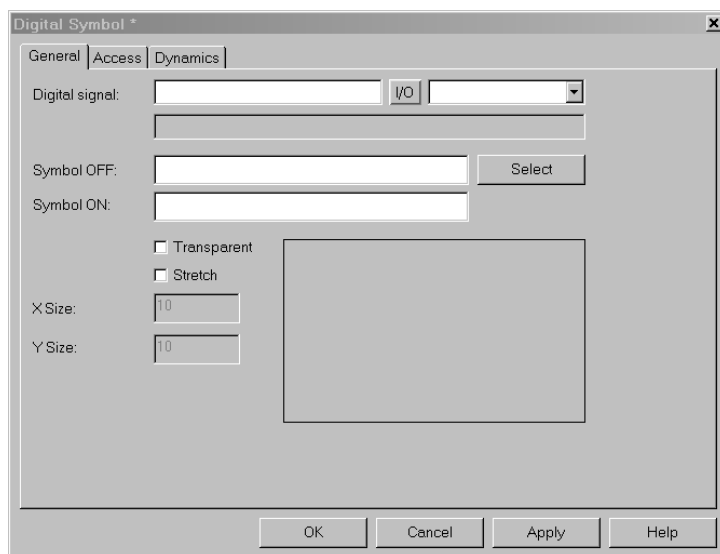 Digital Symbol *
General Access Dynamics
Digital signal: I/O
Symbol OFF: Select
Symbol ON:
Transparent
Stretch
X Size: 10
Y Size: 10
OK Cancel Apply Help